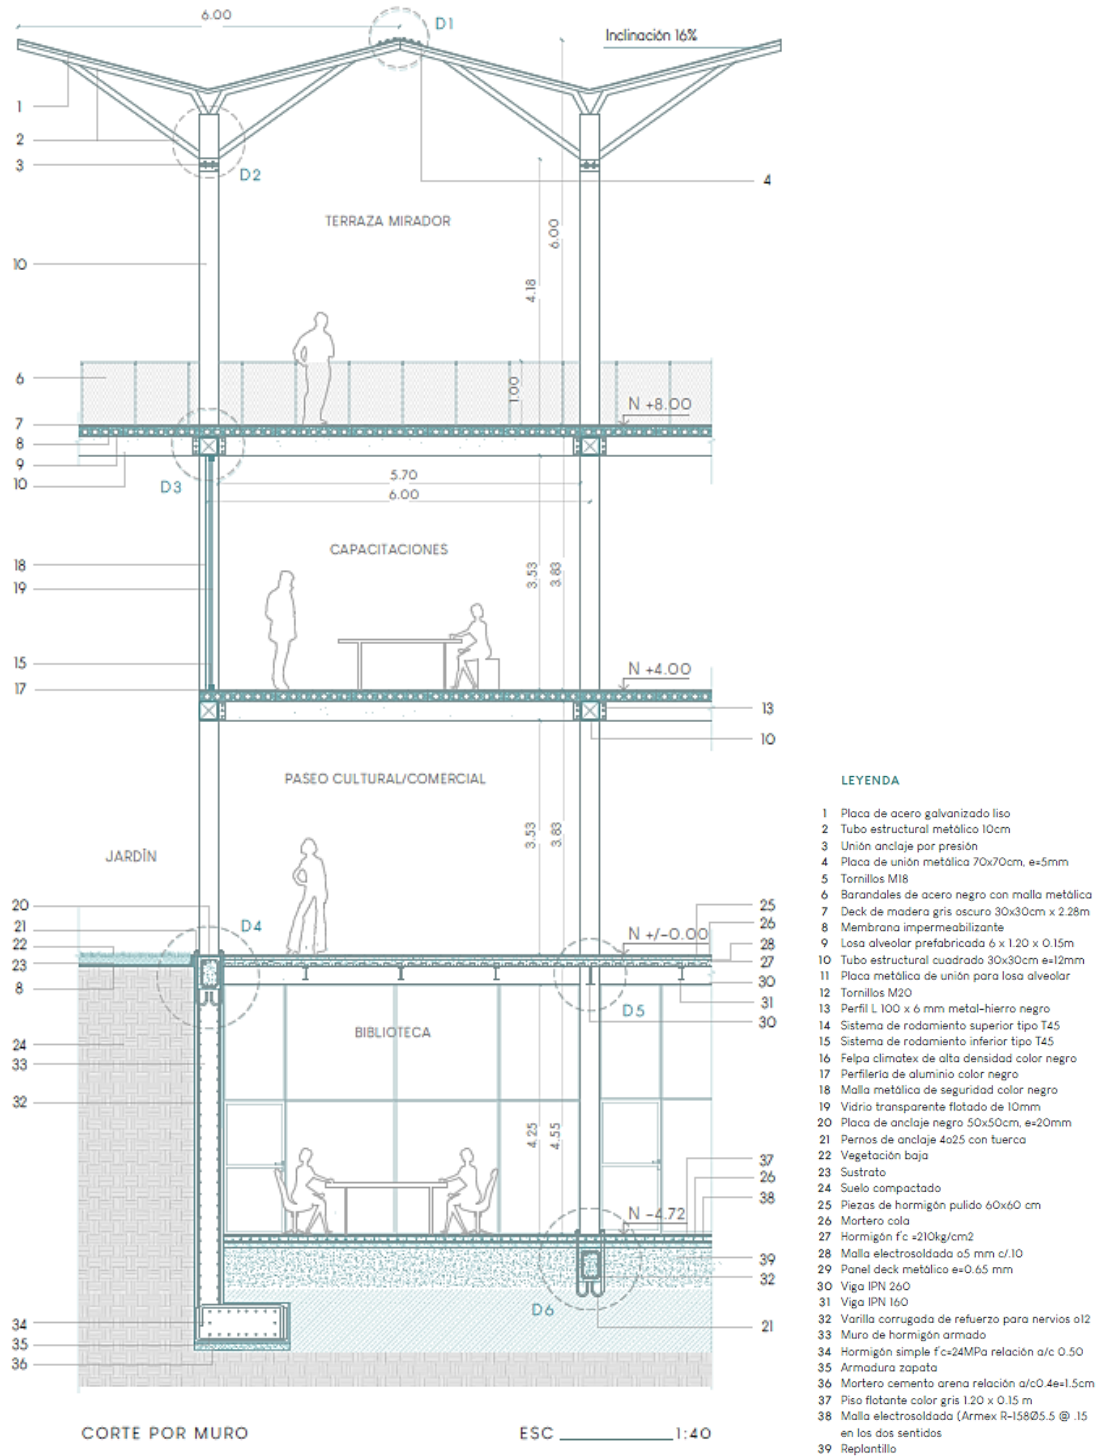 6.00
D1
Inclinación 16%
1
2
3
D2
4
TERRAZA MIRADOR
6.00
10
4.18
6
1.00
N +8.00
7
8
9
10
D3
5.70
6.00
CAPACITACIONES
18
19
3.53
3.83
15
17
N +4.00
13
10
PASEO CULTURAL/COMERCIAL
3.53
3.83
JARDÍN
20
21
22
23
8
D4
N +/-0.00
25
26
28
27
30
31
30
D5
BIBLIOTECA
24
33
32
4.25
4.55
37
26
38
N -4.72
39
32
D6
21
34
35
36
CORTE POR MURO
ESC 1:40
LEYENDA
1 Placa de acero galvanizado liso
2 Tubo estructural metálico 10cm
3 Unión anclaje por presión
4 Placa de unión metálica 70x70cm, e=5mm
5 Tornillos M18
6 Barandales de acero negro con malla metálica
7 Deck de madera gris oscuro 30x30cm x 2.28m
8 Membrana impermeabilizante
9 Losa alveolar prefabricada 6 x 1.20 x 0.15m
10 Tubo estructural cuadrado 30x30cm e=12mm
11 Placa metálica de unión para losa alveolar
12 Tornillos M20
13 Perfil L 100 x 6 mm metal-hierro negro
14 Sistema de rodamiento superior tipo T45
15 Sistema de rodamiento inferior tipo T45
16 Felpa climatex de alta densidad color negro
17 Perfilería de aluminio color negro
18 Malla metálica de seguridad color negro
19 Vidrio transparente flotado de 10mm
20 Placa de anclaje negro 50x50cm, e=20mm
21 Pernos de anclaje 4ø25 con tuerca
22 Vegetación baja
23 Sustrato
24 Suelo compactado
25 Piezas de hormigón pulido 60x60 cm
26 Mortero cola
27 Hormigón f'c =210kg/cm2
28 Malla electrosoldada ø5 mm c/.10
29 Panel deck metálico e=0.65 mm
30 Viga IPN 260
31 Viga IPN 160
32 Varilla corrugada de refuerzo para nervios ø12
33 Muro de hormigón armado
34 Hormigón simple f'c=24MPa relación a/c 0.50
35 Armadura zapata
36 Mortero cemento arena relación a/c0.4e=1.5cm
37 Piso flotante color gris 1.20 x 0.15 m
38 Malla electrosoldada (Armex R-158Ø5.5 @ .15
en los dos sentidos
39 Replantillo